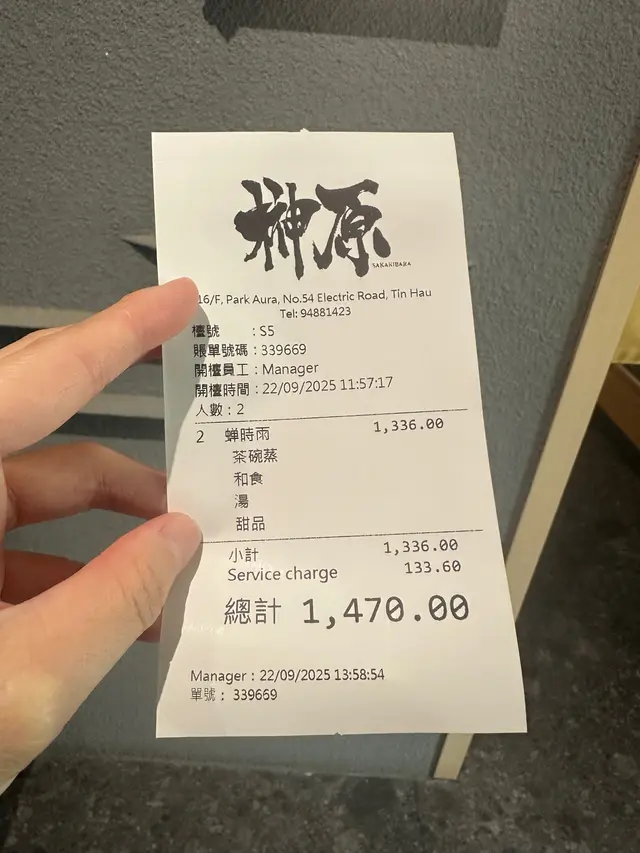 榊原
SAKAKIBARA
16/F, Park Aura, No.54 Electric Road, Tin Hau
Tel: 94881423
檯號 : S5
賬單號碼 : 339669
開檯員工 : Manager
開檯時間 : 22/09/2025 11:57:17
人數 : 2
2 蝉時雨 1,336.00
茶碗蒸
和食
湯
甜品
小計 1,336.00
Service charge 133.60
總計 1,470.00
Manager : 22/09/2025 13:58:54
單號 : 339669